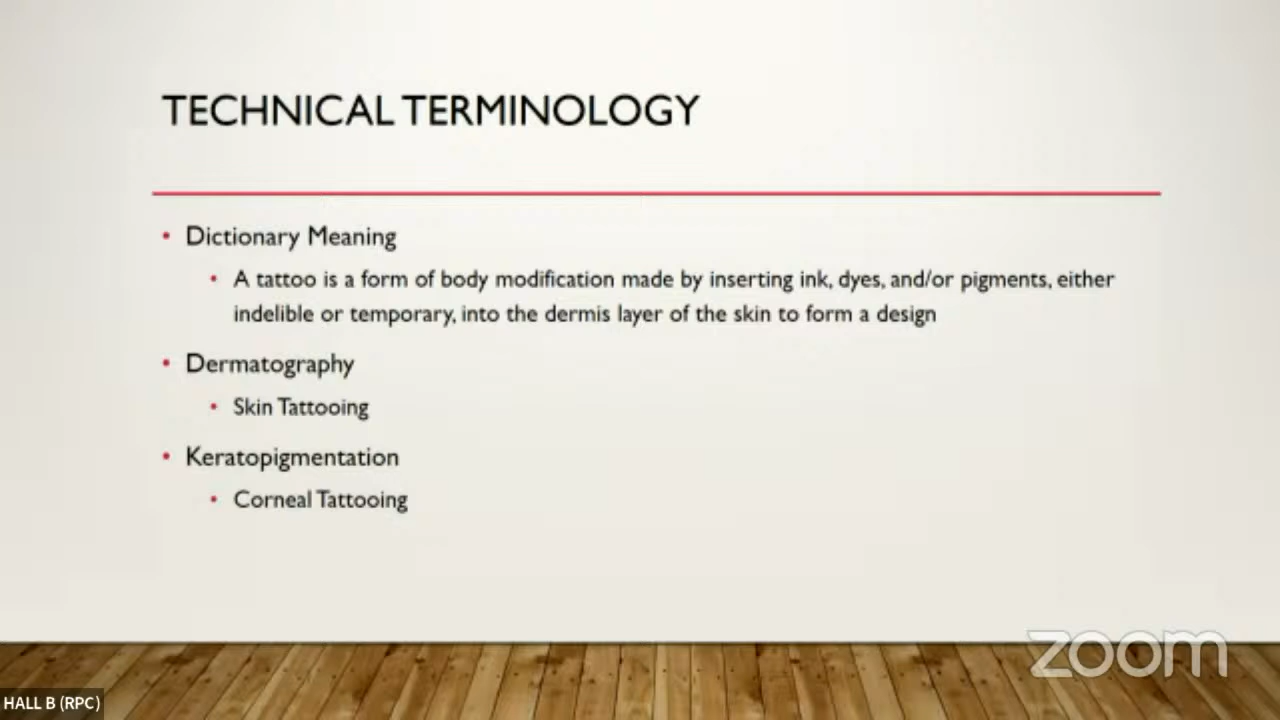 TECHNICAL TERMINOLOGY
• Dictionary Meaning
• A tattoo is a form of body modification made by inserting ink, dyes, and/or pigments, either
indelible or temporary, into the dermis layer of the skin to form a design
• Dermatography
• Skin Tattooing
• Keratopigmentation
• Corneal Tattooing
zoom
HALL B (RPC)